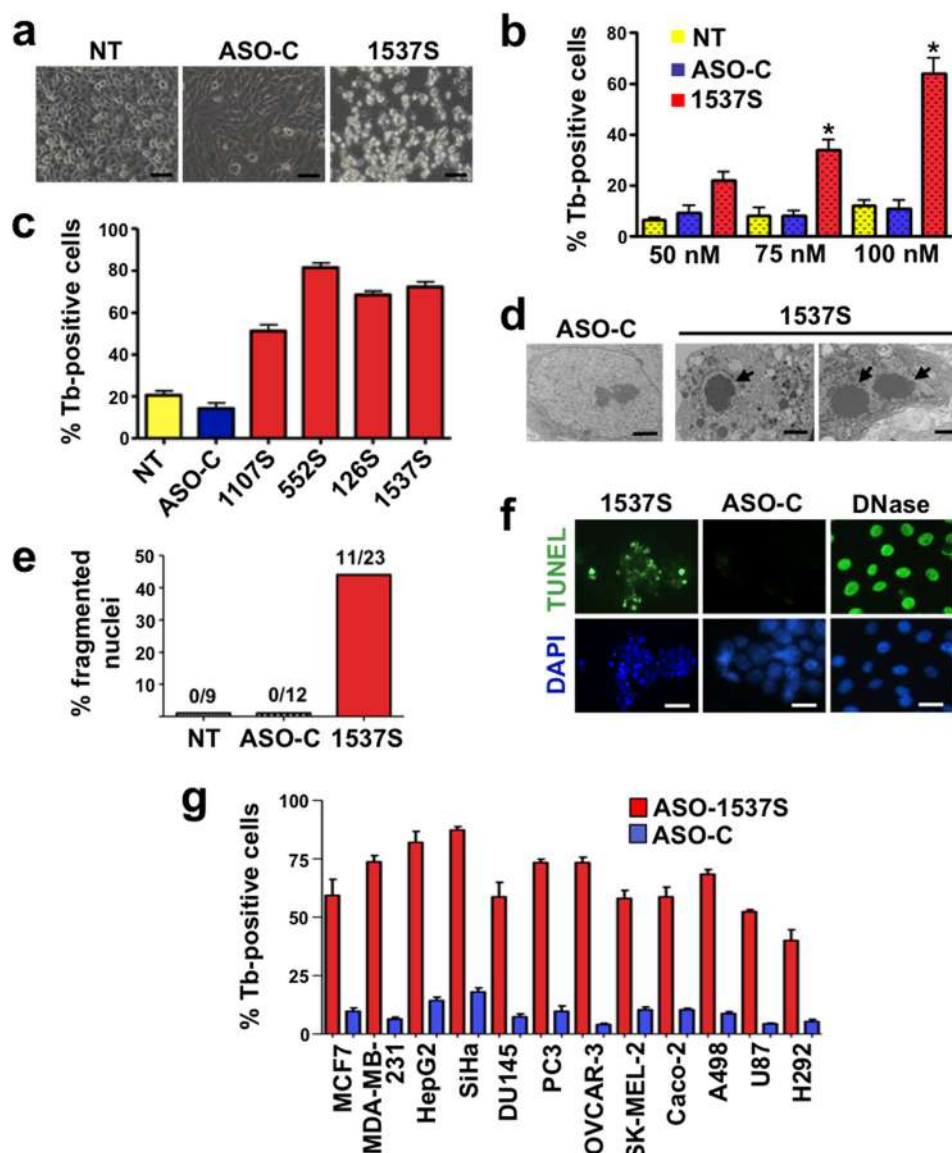 a
NT ASO-C 1537S
b
% Tb-positive cells
80
60
40
20
0
NT
ASO-C
1537S
*
*
50 nM 75 nM 100 nM
c
% Tb-positive cells
100
80
60
40
20
0
NT
ASO-C
1107S
552S
126S
1537S
d
ASO-C 1537S
e
% fragmented
nuclei
50
40
30
20
10
0/9 0/12 11/23
NT ASO-C 1537S
f
1537S ASO-C DNase
TUNEL
DAPI
g
% Tb-positive cells
100
75
50
25
0
ASO-1537S
ASO-C
MCF7
MDA-MB-
231
HepG2
SiHa
DU145
PC3
OVCAR-3
SK-MEL-2
Caco-2
A498
U87
H292